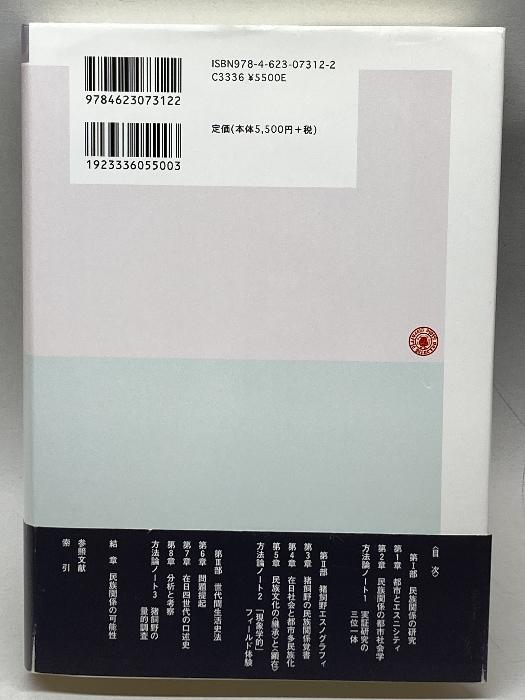 ISBN978-4-623-07312-2
C3336 ¥5500E
9784623073122
定価(本体5,500円+税)
1923336055003
目 次
第Ⅰ部 民族関係の研究
第1章 都市とエスニシティ
第2章 民族関係の都市社会学
方法論ノート1 実証研究の
三位一体
第Ⅱ部 猪飼野エスノグラフィ
第3章 猪飼野の民族関係覚書
第4章 在日社会と都市多民族化
第5章 民族文化の〈継承〉と〈顕在〉
方法論ノート2 「現象学的」
フィールド体験
第Ⅲ部 世代間生活史法
第6章 問題提起
第7章 在日四世代の口述史
第8章 分析と考察
方法論ノート3 猪飼野の
量的調査
結 章 民族関係の可能性
参照文献
索 引